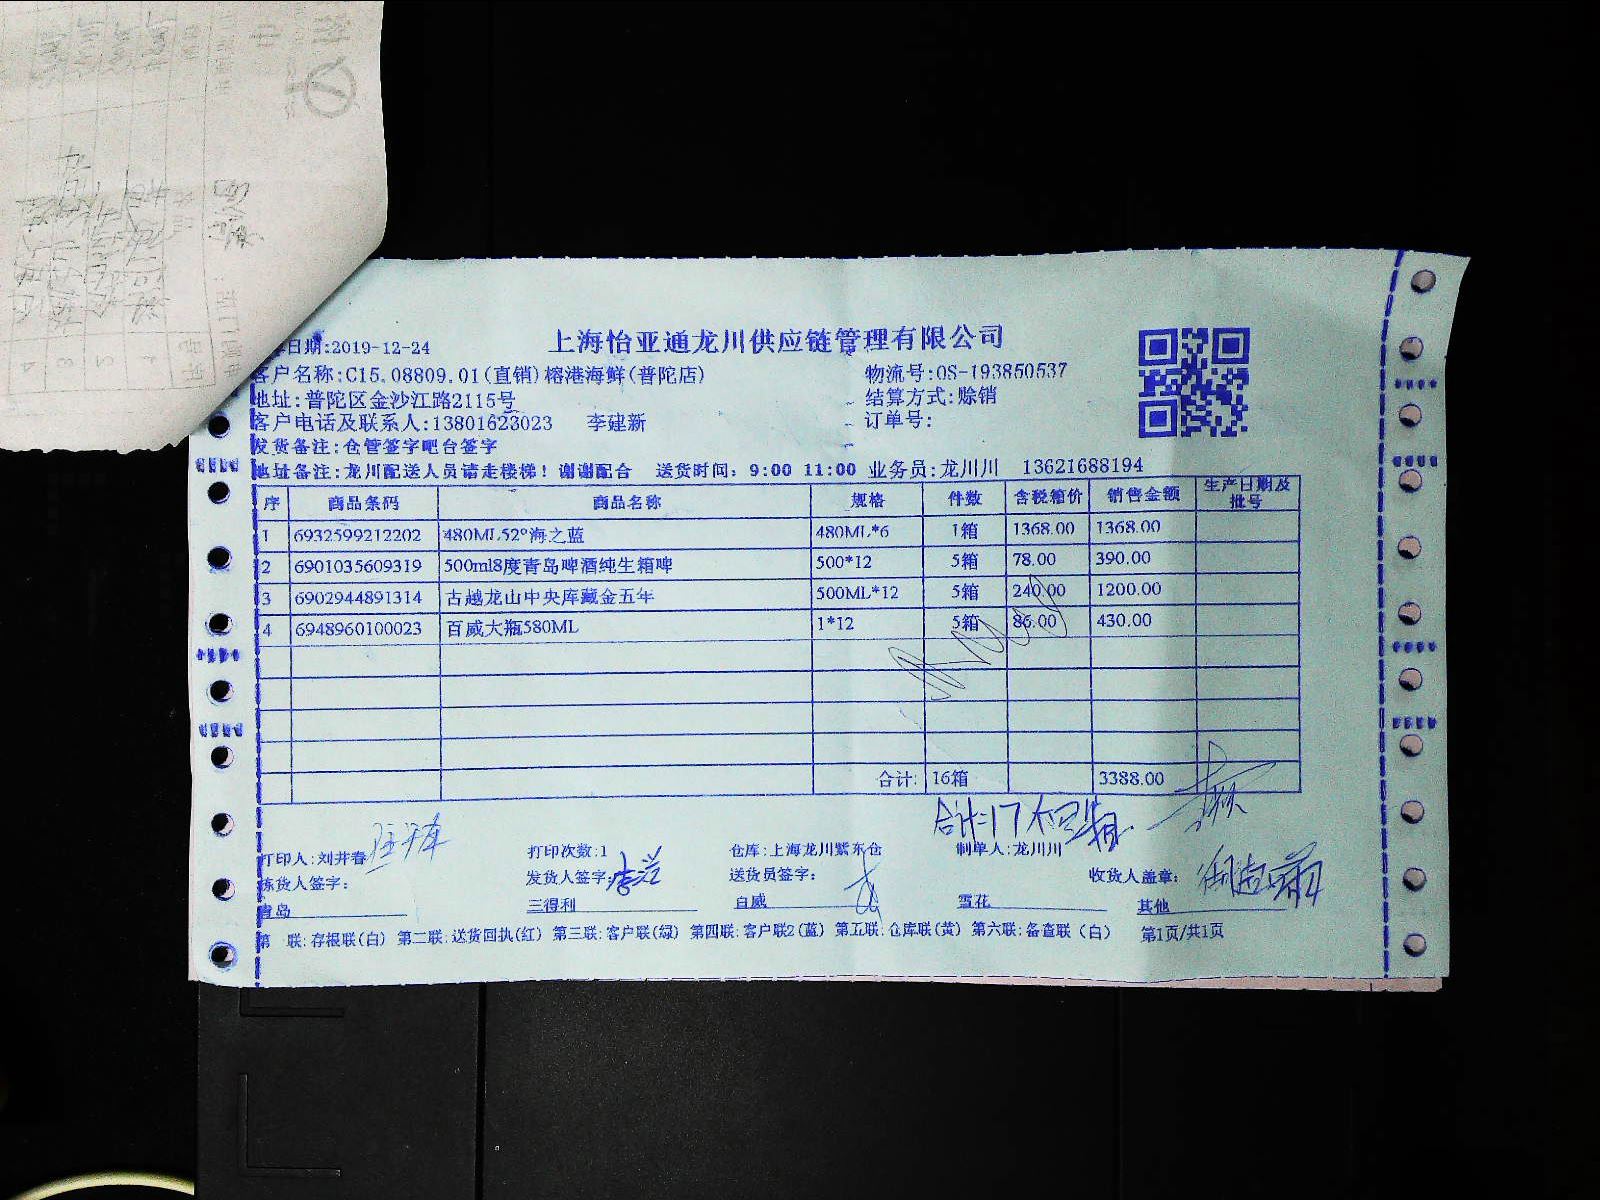 上海怡亚通龙川供应链管理有限公司
日期:2019-12-24
客户名称:C15.08809.01(直销)榕港海鲜(普陀店) 物流号:OS-193850537
地址:普陀区金沙江路2115号 结算方式:赊销
客户电话及联系人:13801623023 李建新 订单号:
发货备注:仓管签字吧台签字
地址备注:龙川配送人员请走楼梯!谢谢配合 送货时间: 9:00 11:00 业务员:龙川川 13621688194
序 商品条码 商品名称 规格 件数 含税箱价 销售金额 生产日期及批号
1 6932599212202 480ML52°海之蓝 480ML*6 1箱 1368.00 1368.00
2 6901035609319 500ml8度青岛啤酒纯生箱啤 500*12 5箱 78.00 390.00
3 6902944891314 古越龙山中央库藏金五年 500ML*12 5箱 240.00 1200.00
4 6948960100023 百威大瓶580ML 1*12 5箱 86.00 430.00
合计: 16箱 3388.00
合计:17
打印人:刘井春 打印次数:1 仓库:上海龙川紫东仓 制单人:龙川川
拣货人签字: 发货人签字: 送货员签字: 收货人盖章:
青岛 三得利 百威 雪花 其他
第 联:存根联(白) 第二联:送货回执(红) 第三联:客户联(绿) 第四联:客户联2(蓝) 第五联:仓库联(黄) 第六联:备查联(白) 第1页/共1页